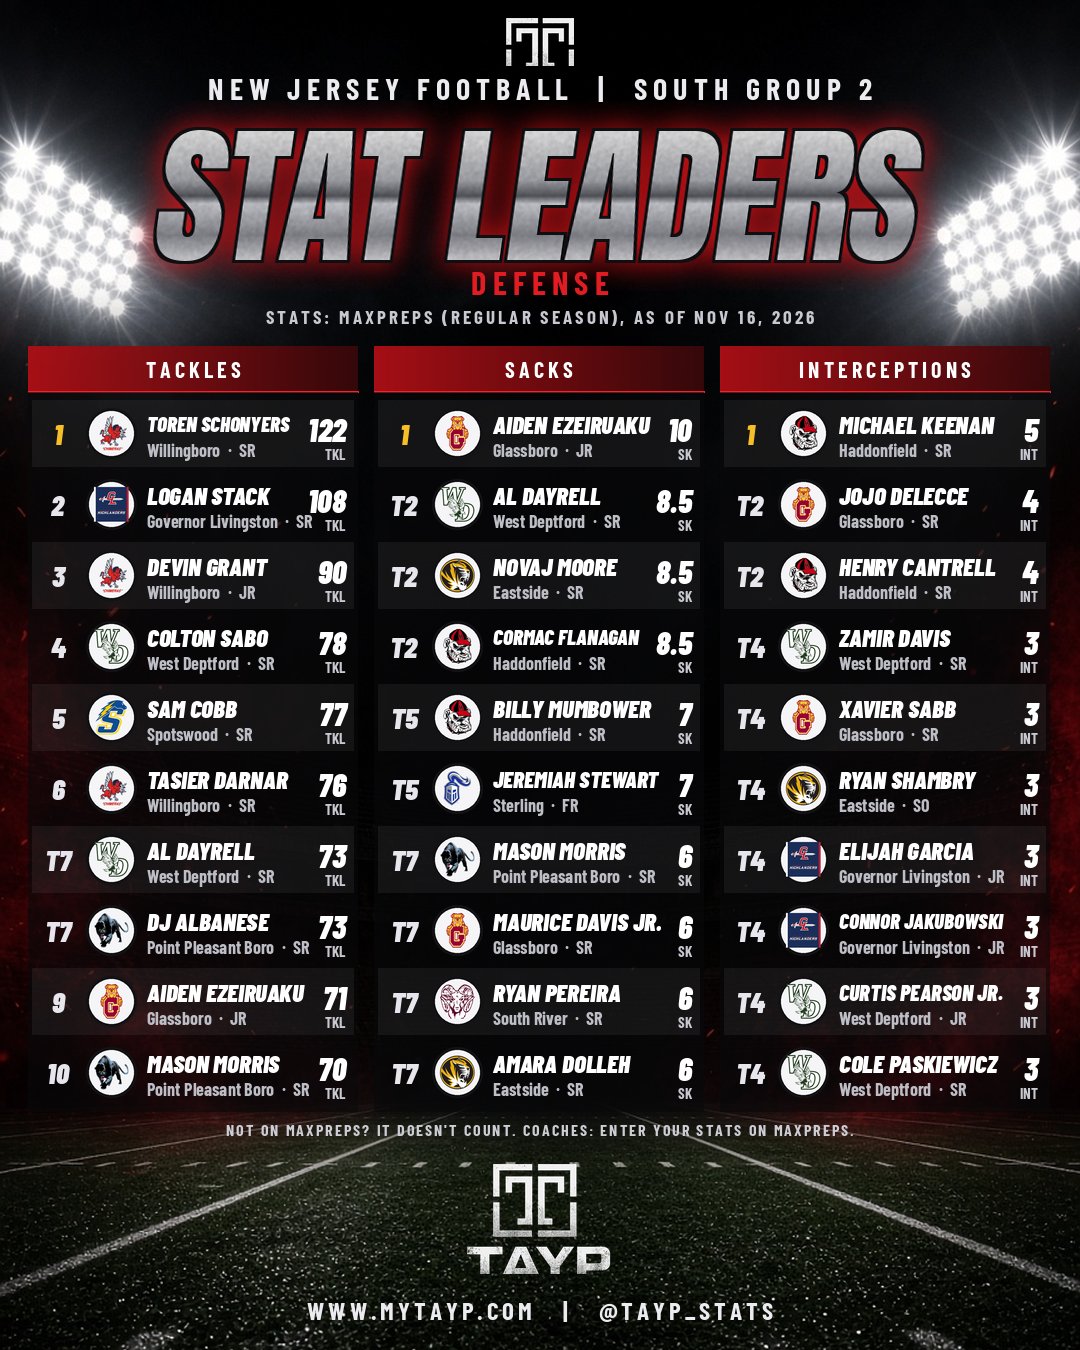 NEW JERSEY FOOTBALL | SOUTH GROUP 2
STAT LEADERS
DEFENSE
STATS: MAXPREPS (REGULAR SEASON), AS OF NOV 16, 2026
TACKLES
1 TOREN SCHONYERS 122
Willingboro · SR TKL
2 LOGAN STACK 108
Governor Livingston · SR TKL
3 DEVIN GRANT 90
Willingboro · JR TKL
4 COLTON SABO 78
West Deptford · SR TKL
5 SAM COBB 77
Spotswood · SR TKL
6 TASIER DARNAR 76
Willingboro · SR TKL
T7 AL DAYRELL 73
West Deptford · SR TKL
T7 DJ ALBANESE 73
Point Pleasant Boro · SR TKL
9 AIDEN EZEIRUAKU 71
Glassboro · JR TKL
10 MASON MORRIS 70
Point Pleasant Boro · SR TKL
SACKS
1 AIDEN EZEIRUAKU 10
Glassboro · JR SK
T2 AL DAYRELL 8.5
West Deptford · SR SK
T2 NOVAJ MOORE 8.5
Eastside · SR SK
T2 CORMAC FLANAGAN 8.5
Haddonfield · SR SK
T5 BILLY MUMBOWER 7
Haddonfield · SR SK
T5 JEREMIAH STEWART 7
Sterling · FR SK
T7 MASON MORRIS 6
Point Pleasant Boro · SR SK
T7 MAURICE DAVIS JR. 6
Glassboro · SR SK
T7 RYAN PEREIRA 6
South River · SR SK
T7 AMARA DOLLEH 6
Eastside · SR SK
INTERCEPTIONS
1 MICHAEL KEENAN 5
Haddonfield · SR INT
T2 JOJO DELECCE 4
Glassboro · SR INT
T2 HENRY CANTRELL 4
Haddonfield · SR INT
T4 ZAMIR DAVIS 3
West Deptford · SR INT
T4 XAVIER SABB 3
Glassboro · SR INT
T4 RYAN SHAMBRY 3
Eastside · SO INT
T4 ELIJAH GARCIA 3
Governor Livingston · JR INT
T4 CONNOR JAKUBOWSKI 3
Governor Livingston · JR INT
T4 CURTIS PEARSON JR. 3
West Deptford · JR INT
T4 COLE PASKIEWICZ 3
West Deptford · SR INT
NOT ON MAXPREPS? IT DOESN'T COUNT. COACHES: ENTER YOUR STATS ON MAXPREPS.
TAYP
WWW.MYTAYP.COM | @TAYP_STATS